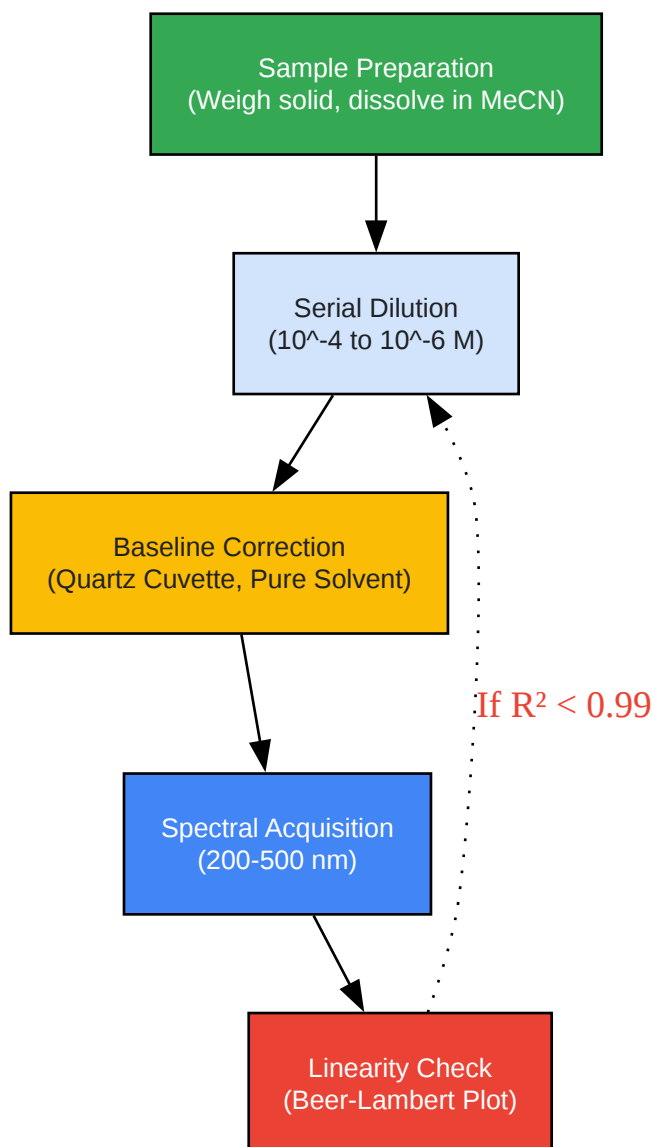 Sample Preparation
(Weigh solid, dissolve in MeCN)
Serial Dilution
(10^-4 to 10^-6 M)
Baseline Correction
(Quartz Cuvette, Pure Solvent)
If R² < 0.99
Spectral Acquisition
(200-500 nm)
Linearity Check
(Beer-Lambert Plot)